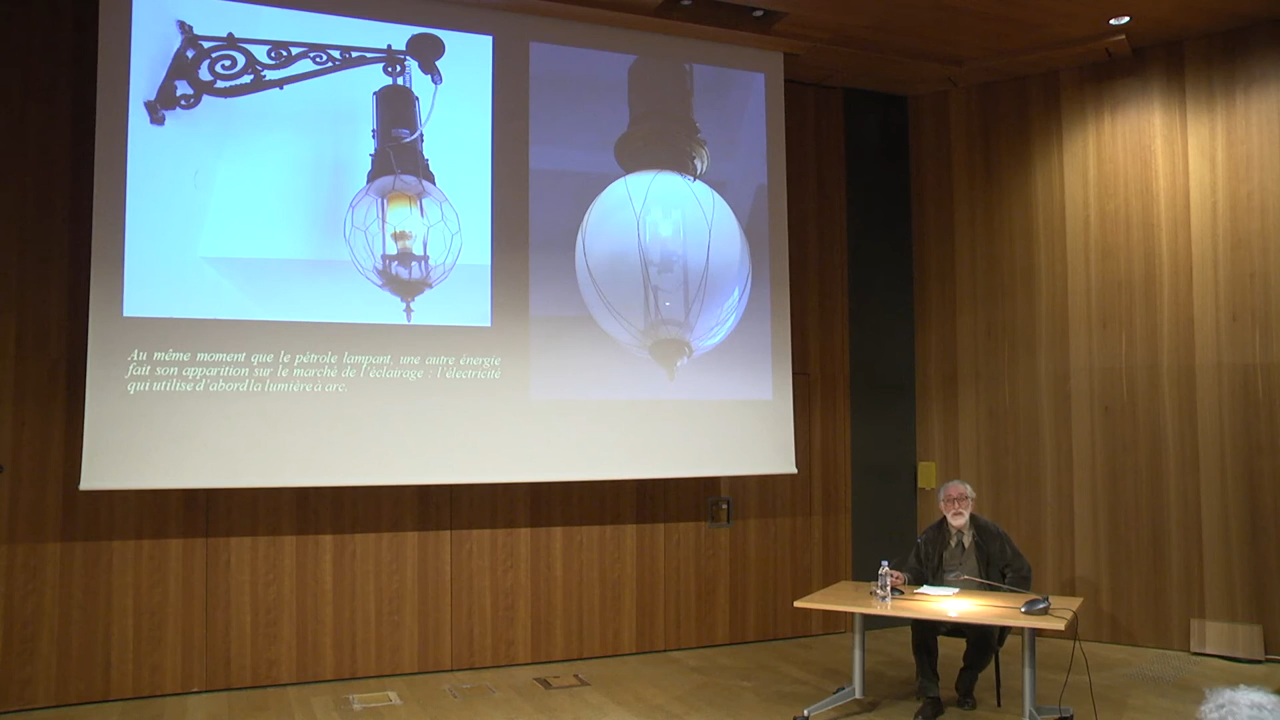 Au même moment que le pétrole lampant, une autre énergie
fait son apparition sur le marché de l'éclairage : l'électricité
qui utilise d'abord la lumière à arc.